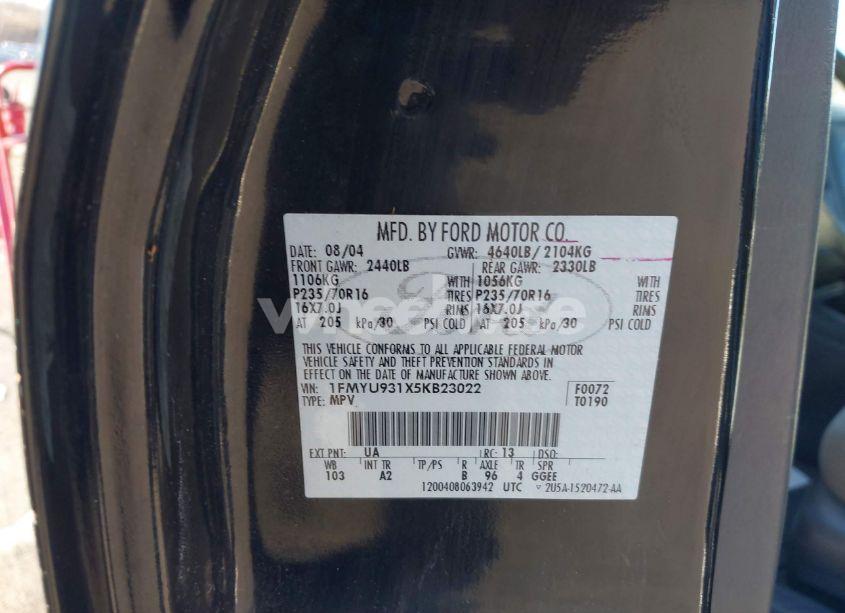 MFD. BY FORD MOTOR CO.
DATE: 08/04 GVWR: 4640LB/ 2104KG
FRONT GAWR: 2440LB REAR GAWR: 2330LB
1106KG WITH 1056KG WITH
P235/70R16 TIRES P235/70R16 TIRES
16X7.0J RIMS 16X7.0J RIMS
AT 205 kPa/30 PSI COLD AT 205 kPa/30 PSI COLD
THIS VEHICLE CONFORMS TO ALL APPLICABLE FEDERAL MOTOR
VEHICLE SAFETY AND THEFT PREVENTION STANDARDS IN
EFFECT ON THE DATE OF MANUFACTURE SHOWN ABOVE.
VIN: 1FMYU931X5KB23022 F0072
TYPE: MPV T0190
EXT PNT: UA RC: 13 DSO:
WB INT TR TP/PS R AXLE TR SPR
103 A2 B 96 4 GGEE
1200408063942 UTC 2U5A-1520472-AA